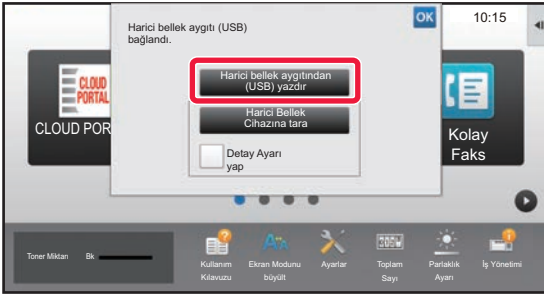 Harici bellek aygıtı (USB)
bağlandı.
OK
10:15
Harici bellek aygıtından
(USB) yazdır
Harici Bellek
Cihazına tara
Detay Ayarı
yap
CLOUD
PORTAL
CLOUD POR
Kolay
Faks
Toner Miktarı Bk
Kullanım
Kılavuzu
Ekran Modunu
büyült
Ayarlar
Toplam
Sayı
Parlaklık
Ayarı
İş Yönetimi